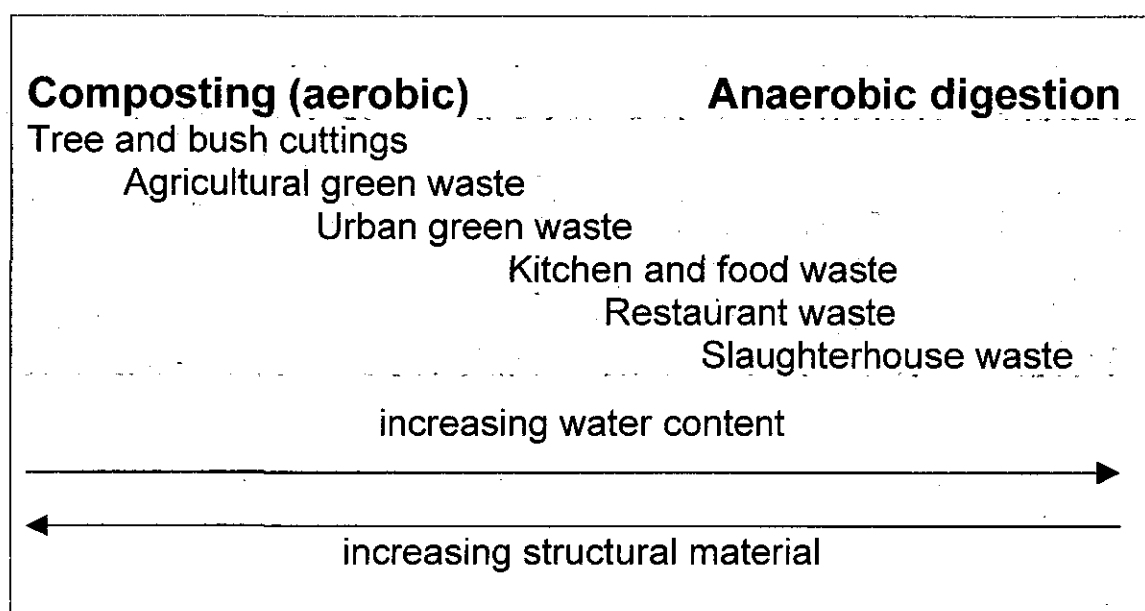 Composting (aerobic) Anaerobic digestion
Tree and bush cuttings
Agricultural green waste
Urban green waste
Kitchen and food waste
Restaurant waste
Slaughterhouse waste
increasing water content
increasing structural material